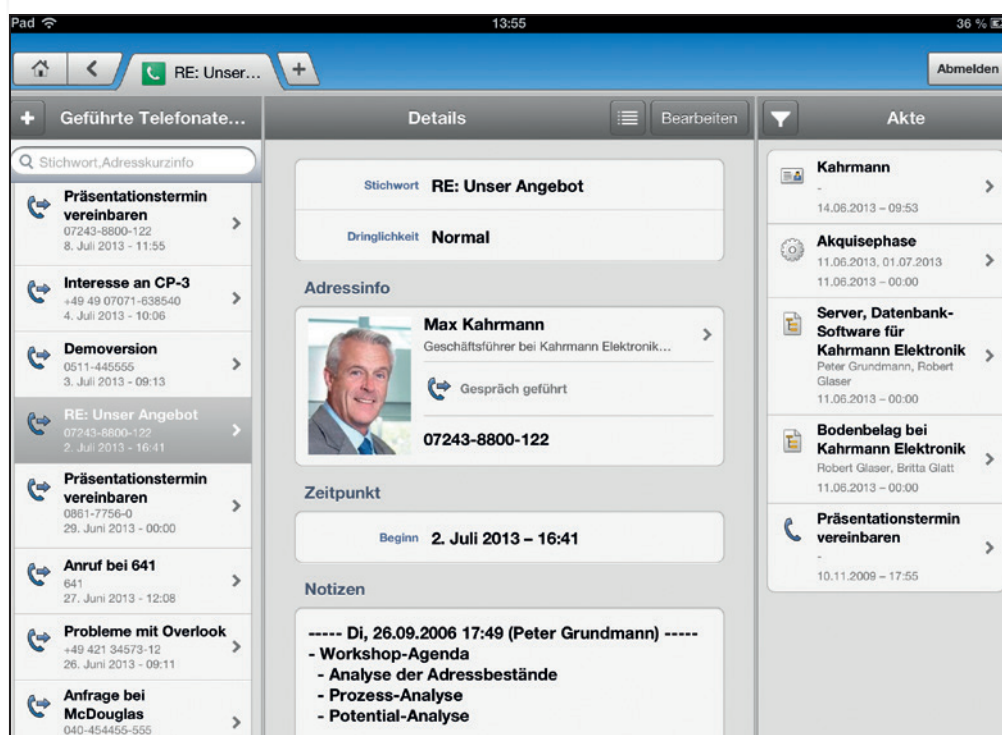 Pad
13:55
36 %
RE: Unser...
+
Abmelden
+
Geführte Telefonate...
Stichwort,Adresskurzinfo
Präsentationstermin
vereinbaren
07243-8800-122
8. Juli 2013 - 11:55
Interesse an CP-3
+49 49 07071-638540
4. Juli 2013 - 10:06
Demoversion
0511-445555
3. Juli 2013 - 09:13
RE: Unser Angebot
07243-8800-122
2. Juli 2013 - 16:41
Präsentationstermin
vereinbaren
0861-7756-0
29. Juni 2013 - 00:00
Anruf bei 641
641
27. Juni 2013 - 12:08
Probleme mit Overlook
+49 421 34573-12
26. Juni 2013 - 09:11
Anfrage bei
McDouglas
040-454455-555
Details
Bearbeiten
Stichwort RE: Unser Angebot
Dringlichkeit Normal
Adressinfo
Max Kahrmann
Geschäftsführer bei Kahrmann Elektronik...
Gespräch geführt
07243-8800-122
Zeitpunkt
Beginn 2. Juli 2013 – 16:41
Notizen
----- Di, 26.09.2006 17:49 (Peter Grundmann) -----
- Workshop-Agenda
- Analyse der Adressbestände
- Prozess-Analyse
- Potential-Analyse
Akte
Kahrmann
-
14.06.2013 – 09:53
Akquisephase
11.06.2013, 01.07.2013
11.06.2013 – 00:00
Server, Datenbank-
Software für
Kahrmann Elektronik
Peter Grundmann, Robert
Glaser
11.06.2013 – 00:00
Bodenbelag bei
Kahrmann Elektronik
Robert Glaser, Britta Glatt
11.06.2013 – 00:00
Präsentationstermin
vereinbaren
-
10.11.2009 – 17:55